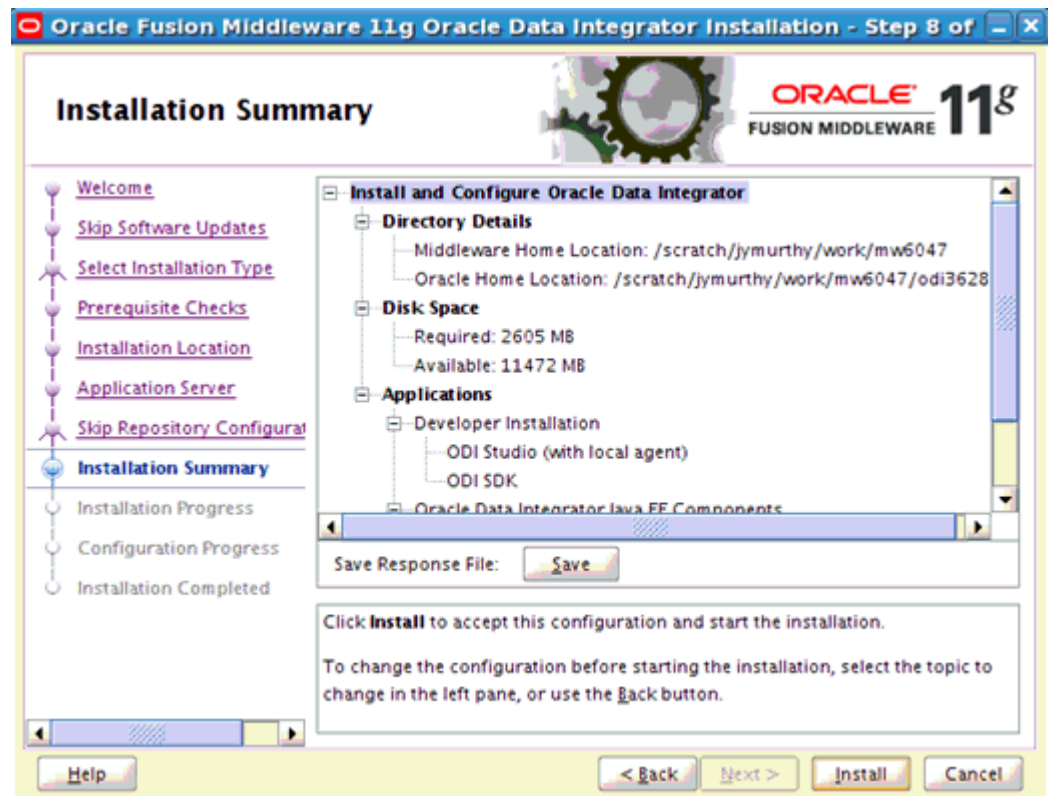 Oracle Fusion Middleware 11g Oracle Data Integrator Installation - Step 8 of
Installation Summary
ORACLE
FUSION MIDDLEWARE 11g
Welcome
Skip Software Updates
Select Installation Type
Prerequisite Checks
Installation Location
Application Server
Skip Repository Configurat
Installation Summary
Installation Progress
Configuration Progress
Installation Completed
Install and Configure Oracle Data Integrator
Directory Details
Middleware Home Location: /scratch/jymurthy/work/mw6047
Oracle Home Location: /scratch/jymurthy/work/mw6047/odi3628
Disk Space
Required: 2605 MB
Available: 11472 MB
Applications
Developer Installation
ODI Studio (with local agent)
ODI SDK
Oracle Data Integrator Java EE Components
Save Response File: Save
Click Install to accept this configuration and start the installation.
To change the configuration before starting the installation, select the topic to
change in the left pane, or use the Back button.
Help < Back Next > Install Cancel